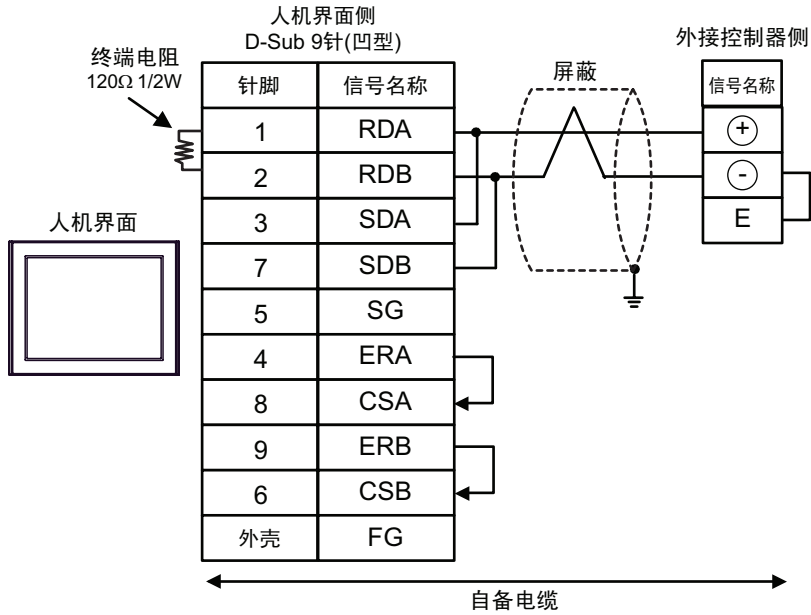 人机界面侧
D-Sub 9针(凹型)
外接控制器侧
终端电阻
120Ω 1/2W
屏蔽
针脚 信号名称
信号名称
1 RDA
+
2 RDB
-
3 SDA
E
人机界面
7 SDB
5 SG
4 ERA
8 CSA
9 ERB
6 CSB
外壳 FG
自备电缆